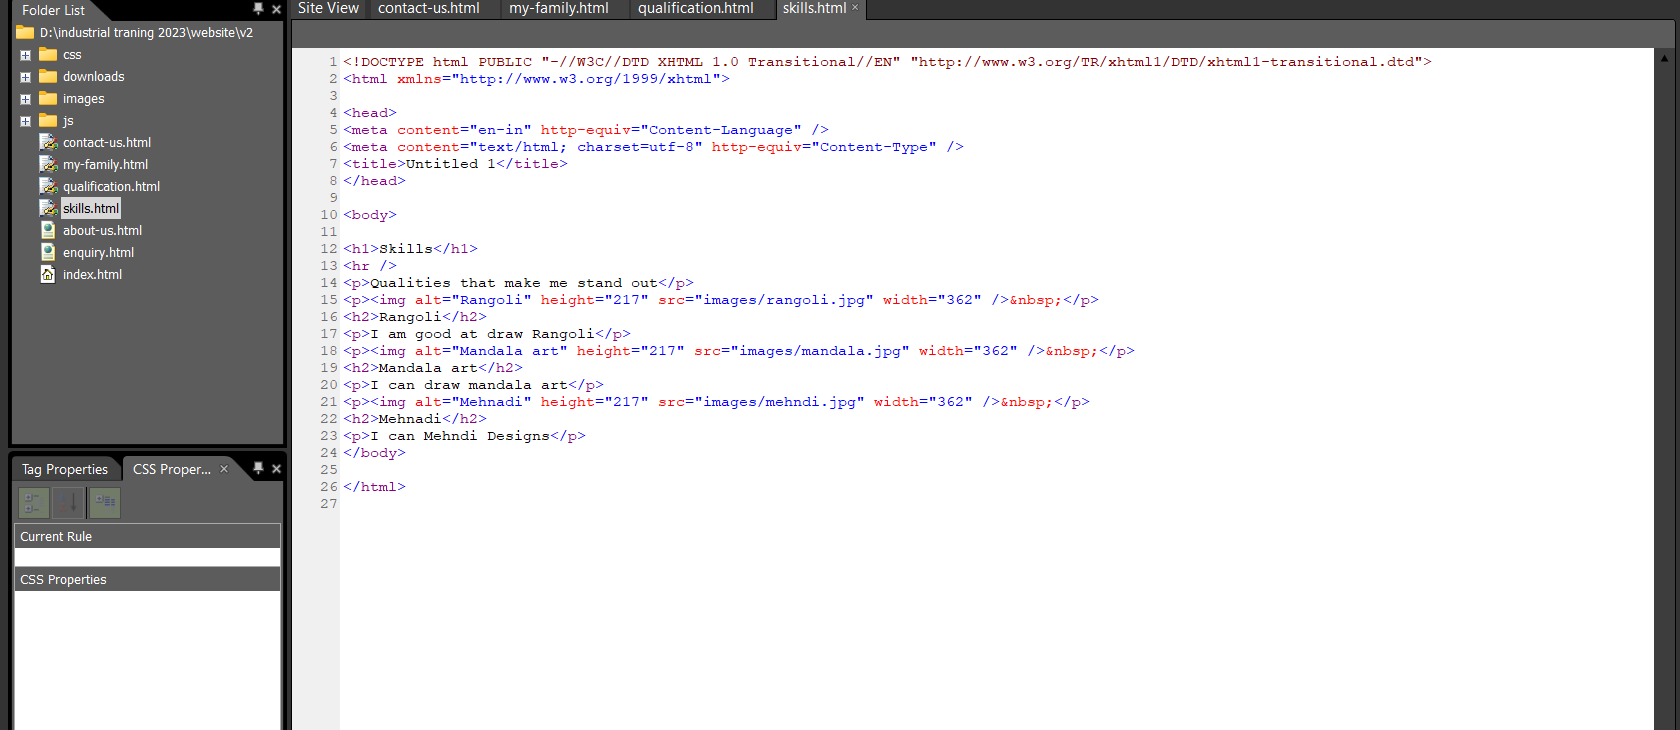 Folder List
D:\industrial traning 2023\website\v2
css
downloads
images
js
contact-us.html
my-family.html
qualification.html
skills.html
about-us.html
enquiry.html
index.html
Tag Properties CSS Proper...
Current Rule
CSS Properties
Site View contact-us.html my-family.html qualification.html skills.html
1 <!DOCTYPE html PUBLIC "-//W3C//DTD XHTML 1.0 Transitional//EN" "http://www.w3.org/TR/xhtml1/DTD/xhtml1-transitional.dtd">
2 <html xmlns="http://www.w3.org/1999/xhtml">
3
4 <head>
5 <meta content="en-in" http-equiv="Content-Language" />
6 <meta content="text/html; charset=utf-8" http-equiv="Content-Type" />
7 <title>Untitled 1</title>
8 </head>
9
10 <body>
11
12 <h1>Skills</h1>
13 <hr />
14 <p>Qualities that make me stand out</p>
15 <p><img alt="Rangoli" height="217" src="images/rangoli.jpg" width="362" />&nbsp;</p>
16 <h2>Rangoli</h2>
17 <p>I am good at draw Rangoli</p>
18 <p><img alt="Mandala art" height="217" src="images/mandala.jpg" width="362" />&nbsp;</p>
19 <h2>Mandala art</h2>
20 <p>I can draw mandala art</p>
21 <p><img alt="Mehnadi" height="217" src="images/mehndi.jpg" width="362" />&nbsp;</p>
22 <h2>Mehnadi</h2>
23 <p>I can Mehndi Designs</p>
24 </body>
25
26 </html>
27